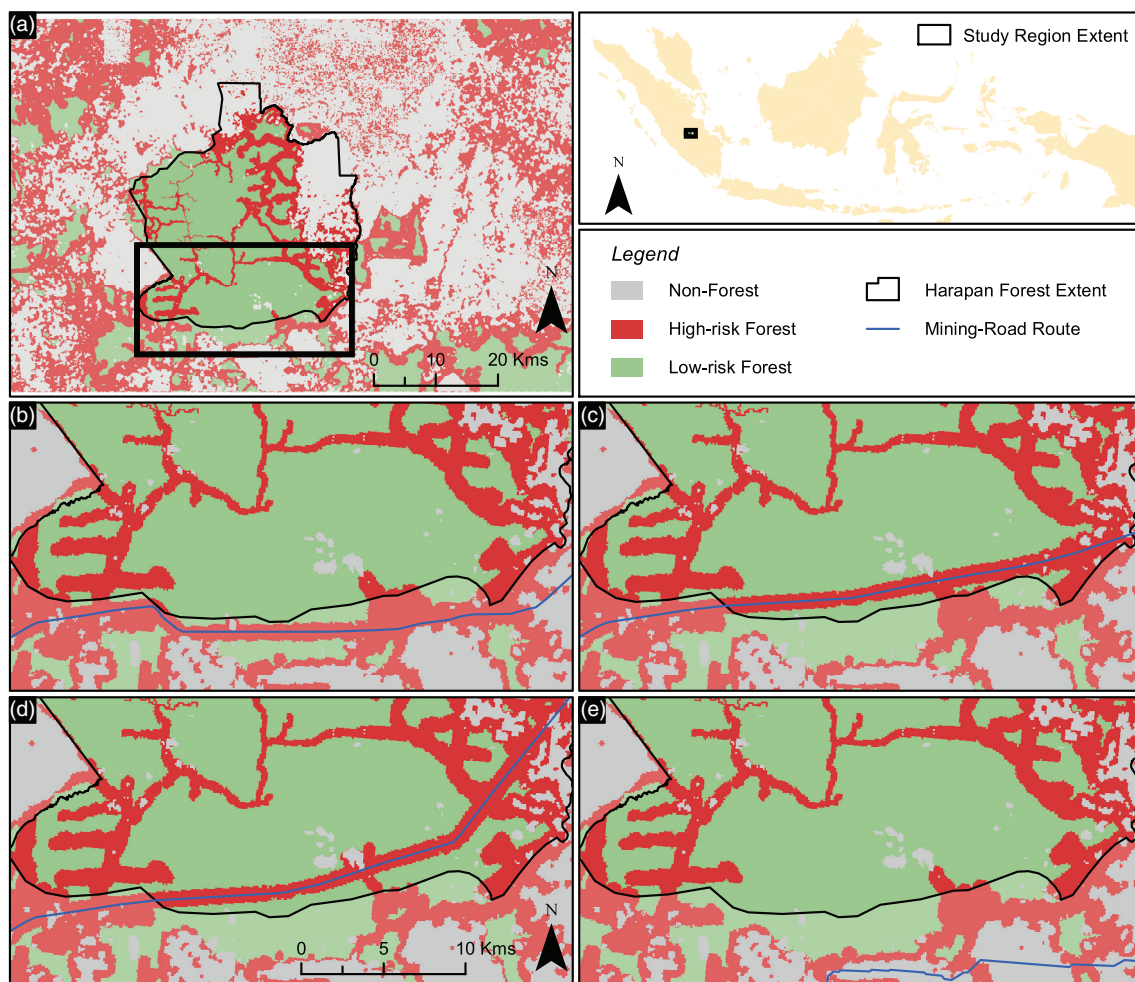 (a)
N
0 10 20 Kms
Study Region Extent
N
Legend
Non-Forest
High-risk Forest
Low-risk Forest
Harapan Forest Extent
Mining-Road Route
(b)
(c)
(d)
N
0 5 10 Kms
(e)